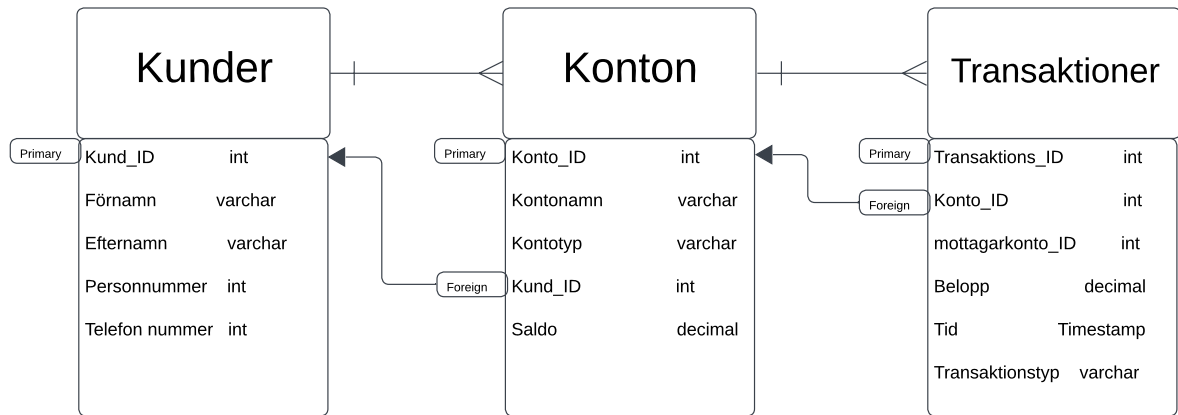 Kunder
Primary
Kund_ID int
Förnamn varchar
Efternamn varchar
Personnummer int
Telefon nummer int
Konton
Primary
Konto_ID int
Kontonamn varchar
Kontotyp varchar
Foreign
Kund_ID int
Saldo decimal
Transaktioner
Primary
Transaktions_ID int
Foreign
Konto_ID int
mottagarkonto_ID int
Belopp decimal
Tid Timestamp
Transaktionstyp varchar